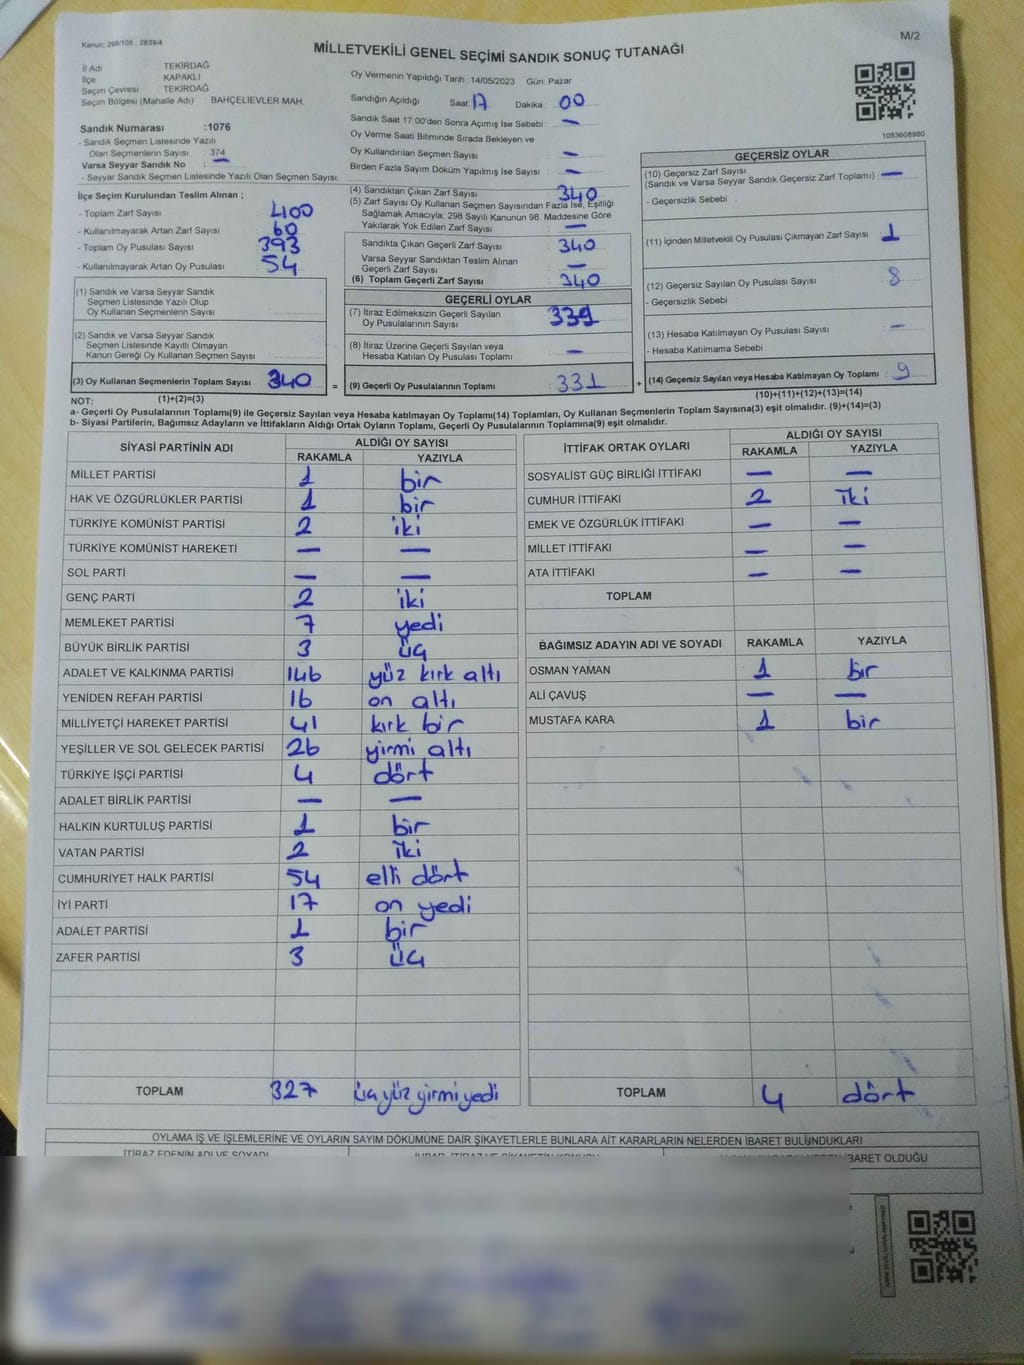 Kanun, 298/105 , 2839/4
M/2
MİLLETVEKİLİ GENEL SEÇİMİ SANDIK SONUÇ TUTANAĞI
İl Adı TEKİRDAĞ
İlçe KAPAKLI
Seçim Çevresi TEKİRDAĞ
Seçim Bölgesi (Mahalle Adı) BAHÇELİEVLER MAH.
Sandık Numarası :1076
- Sandık Seçmen Listesinde Yazılı
Olan Seçmenlerin Sayısı : 374
Varsa Seyyar Sandık No : —
- Seyyar Sandık Seçmen Listesinde Yazılı Olan Seçmen Sayısı:
Oy Vermenin Yapıldığı Tarih :14/05/2023 Gün: Pazar
Sandığın Açıldığı Saat: 17 Dakika : 00
Sandık Saat 17:00'den Sonra Açımış İse Sebebi : —
Oy Verme Saati Bitiminde Sırada Bekleyen ve
Oy Kullandırılan Seçmen Sayısı : —
Birden Fazla Sayım Döküm Yapılmış İse Sayısı : —
1083608980
İlçe Seçim Kurulundan Teslim Alınan ;
- Toplam Zarf Sayısı : 400
- Kullanılmayarak Artan Zarf Sayısı : 60
- Toplam Oy Pusulası Sayısı : 393
- Kullanılmayarak Artan Oy Pusulası : 54
(1) Sandık ve Varsa Seyyar Sandık
Seçmen Listesinde Yazılı Olup
Oy Kullanan Seçmenlerin Sayısı :
(2) Sandık ve Varsa Seyyar Sandık
Seçmen Listesinde Kayıtlı Olmayan
Kanun Gereği Oy Kullanan Seçmen Sayısı :
(3) Oy Kullanan Seçmenlerin Toplam Sayısı : 340 =
(4) Sandıktan Çıkan Zarf Sayısı : 340
(5) Zarf Sayısı Oy Kullanan Seçmen Sayısından Fazla İse, Eşitliği
Sağlamak Amacıyla; 298 Sayılı Kanunun 98. Maddesine Göre
Yakılarak Yok Edilen Zarf Sayısı : —
Sandıkta Çıkan Geçerli Zarf Sayısı : 340
Varsa Seyyar Sandıktan Teslim Alınan
Geçerli Zarf Sayısı : —
(6) Toplam Geçerli Zarf Sayısı : 340
GEÇERLİ OYLAR
(7) İtiraz Edilmeksizin Geçerli Sayılan
Oy Pusulalarının Sayısı : 339
(8) İtiraz Üzerine Geçerli Sayılan veya
Hesaba Katılan Oy Pusulası Toplamı : —
(9) Geçerli Oy Pusulalarının Toplamı : 331 +
GEÇERSİZ OYLAR
(10) Geçersiz Zarf Sayısı
(Sandık ve Varsa Seyyar Sandık Geçersiz Zarf Toplamı) : —
- Geçersizlik Sebebi :
(11) İçinden Milletvekili Oy Pusulası Çıkmayan Zarf Sayısı : 1
(12) Geçersiz Sayılan Oy Pusulası Sayısı : 8
- Geçersizlik Sebebi :
(13) Hesaba Katılmayan Oy Pusulası Sayısı : —
- Hesaba Katılmama Sebebi :
(14) Geçersiz Sayılan veya Hesaba Katılmayan Oy Toplamı : 9
NOT: (1)+(2)=(3) (10)+(11)+(12)+(13)=(14)
a- Geçerli Oy Pusulalarının Toplamı(9) ile Geçersiz Sayılan veya Hesaba katılmayan Oy Toplamı(14) Toplamları, Oy Kullanan Seçmenlerin Toplam Sayısına(3) eşit olmalıdır. (9)+(14)=(3)
b- Siyasi Partilerin, Bağımsız Adayların ve İttifakların Aldığı Ortak Oyların Toplamı, Geçerli Oy Pusulalarının Toplamına(9) eşit olmalıdır.
SİYASİ PARTİNİN ADI ALDIĞI OY SAYISI
RAKAMLA YAZIYLA
MİLLET PARTİSİ 1 bir
HAK VE ÖZGÜRLÜKLER PARTİSİ 1 bir
TÜRKİYE KOMÜNİST PARTİSİ 2 iki
TÜRKİYE KOMÜNİST HAREKETİ — —
SOL PARTİ — —
GENÇ PARTİ 2 iki
MEMLEKET PARTİSİ 7 yedi
BÜYÜK BİRLİK PARTİSİ 3 üç
ADALET VE KALKINMA PARTİSİ 146 yüz kırk altı
YENİDEN REFAH PARTİSİ 16 on altı
MİLLİYETÇİ HAREKET PARTİSİ 41 kırk bir
YEŞİLLER VE SOL GELECEK PARTİSİ 26 yirmi altı
TÜRKİYE İŞÇİ PARTİSİ 4 dört
ADALET BİRLİK PARTİSİ — —
HALKIN KURTULUŞ PARTİSİ 1 bir
VATAN PARTİSİ 2 iki
CUMHURİYET HALK PARTİSİ 54 elli dört
İYİ PARTİ 17 on yedi
ADALET PARTİSİ 1 bir
ZAFER PARTİSİ 3 üç
TOPLAM 327 üçyüz yirmi yedi
İTTİFAK ORTAK OYLARI ALDIĞI OY SAYISI
RAKAMLA YAZIYLA
SOSYALİST GÜÇ BİRLİĞİ İTTİFAKI — —
CUMHUR İTTİFAKI 2 iki
EMEK VE ÖZGÜRLÜK İTTİFAKI — —
MİLLET İTTİFAKI — —
ATA İTTİFAKI — —
TOPLAM
BAĞIMSIZ ADAYIN ADI VE SOYADI RAKAMLA YAZIYLA
OSMAN YAMAN 1 bir
ALİ ÇAVUŞ — —
MUSTAFA KARA 1 bir
TOPLAM 4 dört
OYLAMA İŞ VE İŞLEMLERİNE VE OYLARIN SAYIM DÖKÜMÜNE DAİR ŞİKAYETLERLE BUNLARA AİT KARARLARIN NELERDEN İBARET BULUNDUKLARI
İTİRAZ EDENİN ADI VE SOYADI
İBARET OLDUĞU